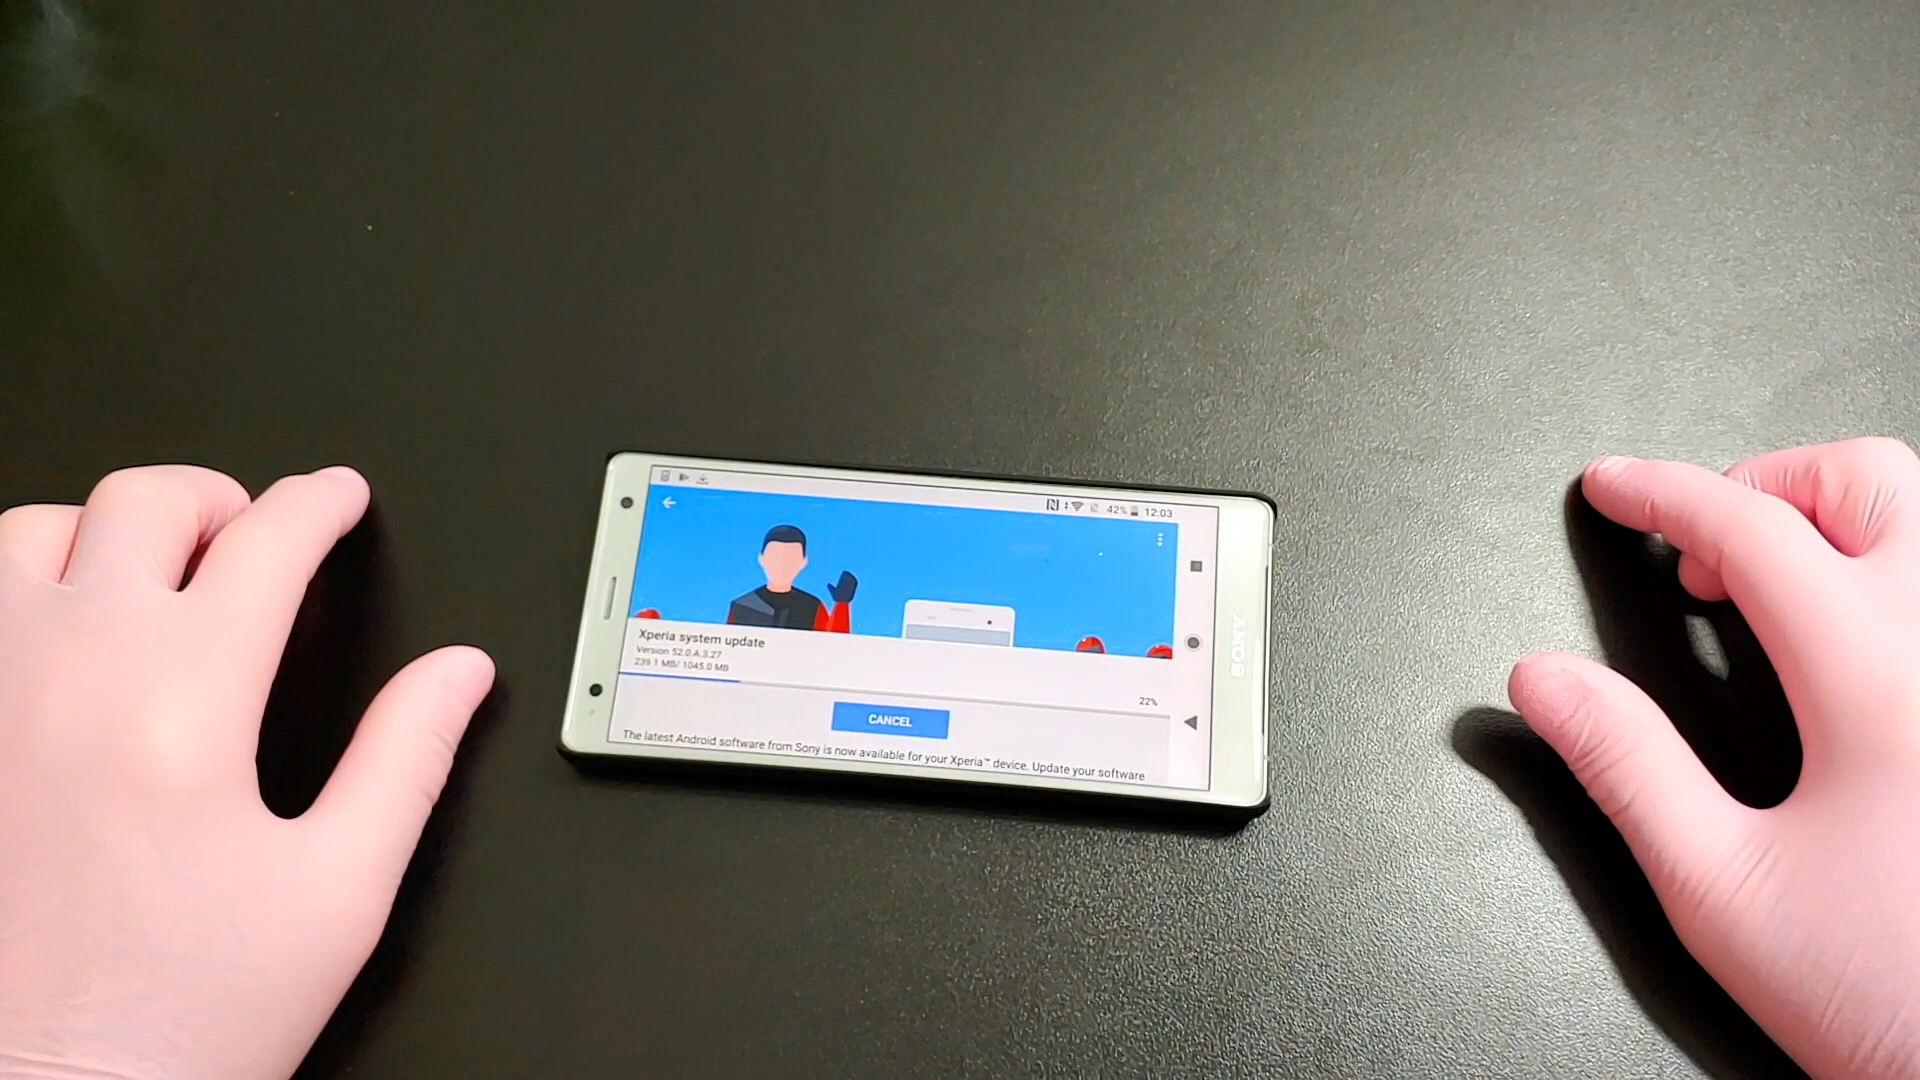 42% 12:03
Xperia system update
Version 52.0.A.3.27
239.1 MB/ 1045.0 MB
22%
CANCEL
The latest Android software from Sony is now available for your Xperia™ device. Update your software
SONY